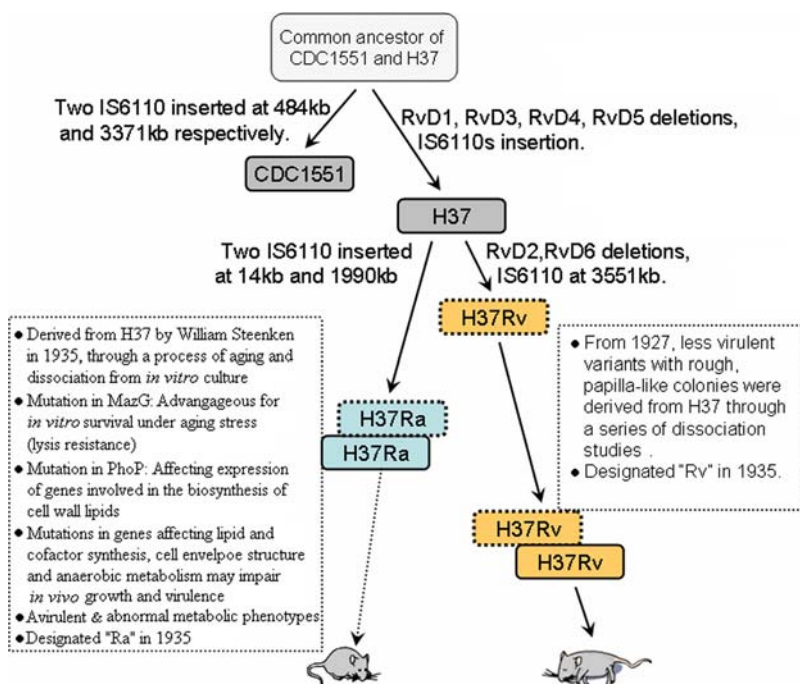 Common ancestor of
CDC1551 and H37
Two IS6110 inserted at 484kb
and 3371kb respectively.
RvD1, RvD3, RvD4, RvD5 deletions,
IS6110s insertion.
CDC1551
H37
Two IS6110 inserted
at 14kb and 1990kb
RvD2,RvD6 deletions,
IS6110 at 3551kb.
H37Rv
● Derived from H37 by William Steenken
in 1935, through a process of aging and
dissociation from in vitro culture
● Mutation in MazG: Advangageous for
in vitro survival under aging stress
(lysis resistance)
● Mutation in PhoP: Affecting expression
of genes involved in the biosynthesis of
cell wall lipids
● Mutations in genes affecting lipid and
cofactor synthesis, cell envelpoe structure
and anaerobic metabolism may impair
in vivo growth and virulence
● Avirulent & abnormal metabolic phenotypes
● Designated "Ra" in 1935
● From 1927, less virulent
variants with rough,
papilla-like colonies were
derived from H37 through
a series of dissociation
studies .
● Designated "Rv" in 1935.
H37Ra
H37Ra
H37Rv
H37Rv